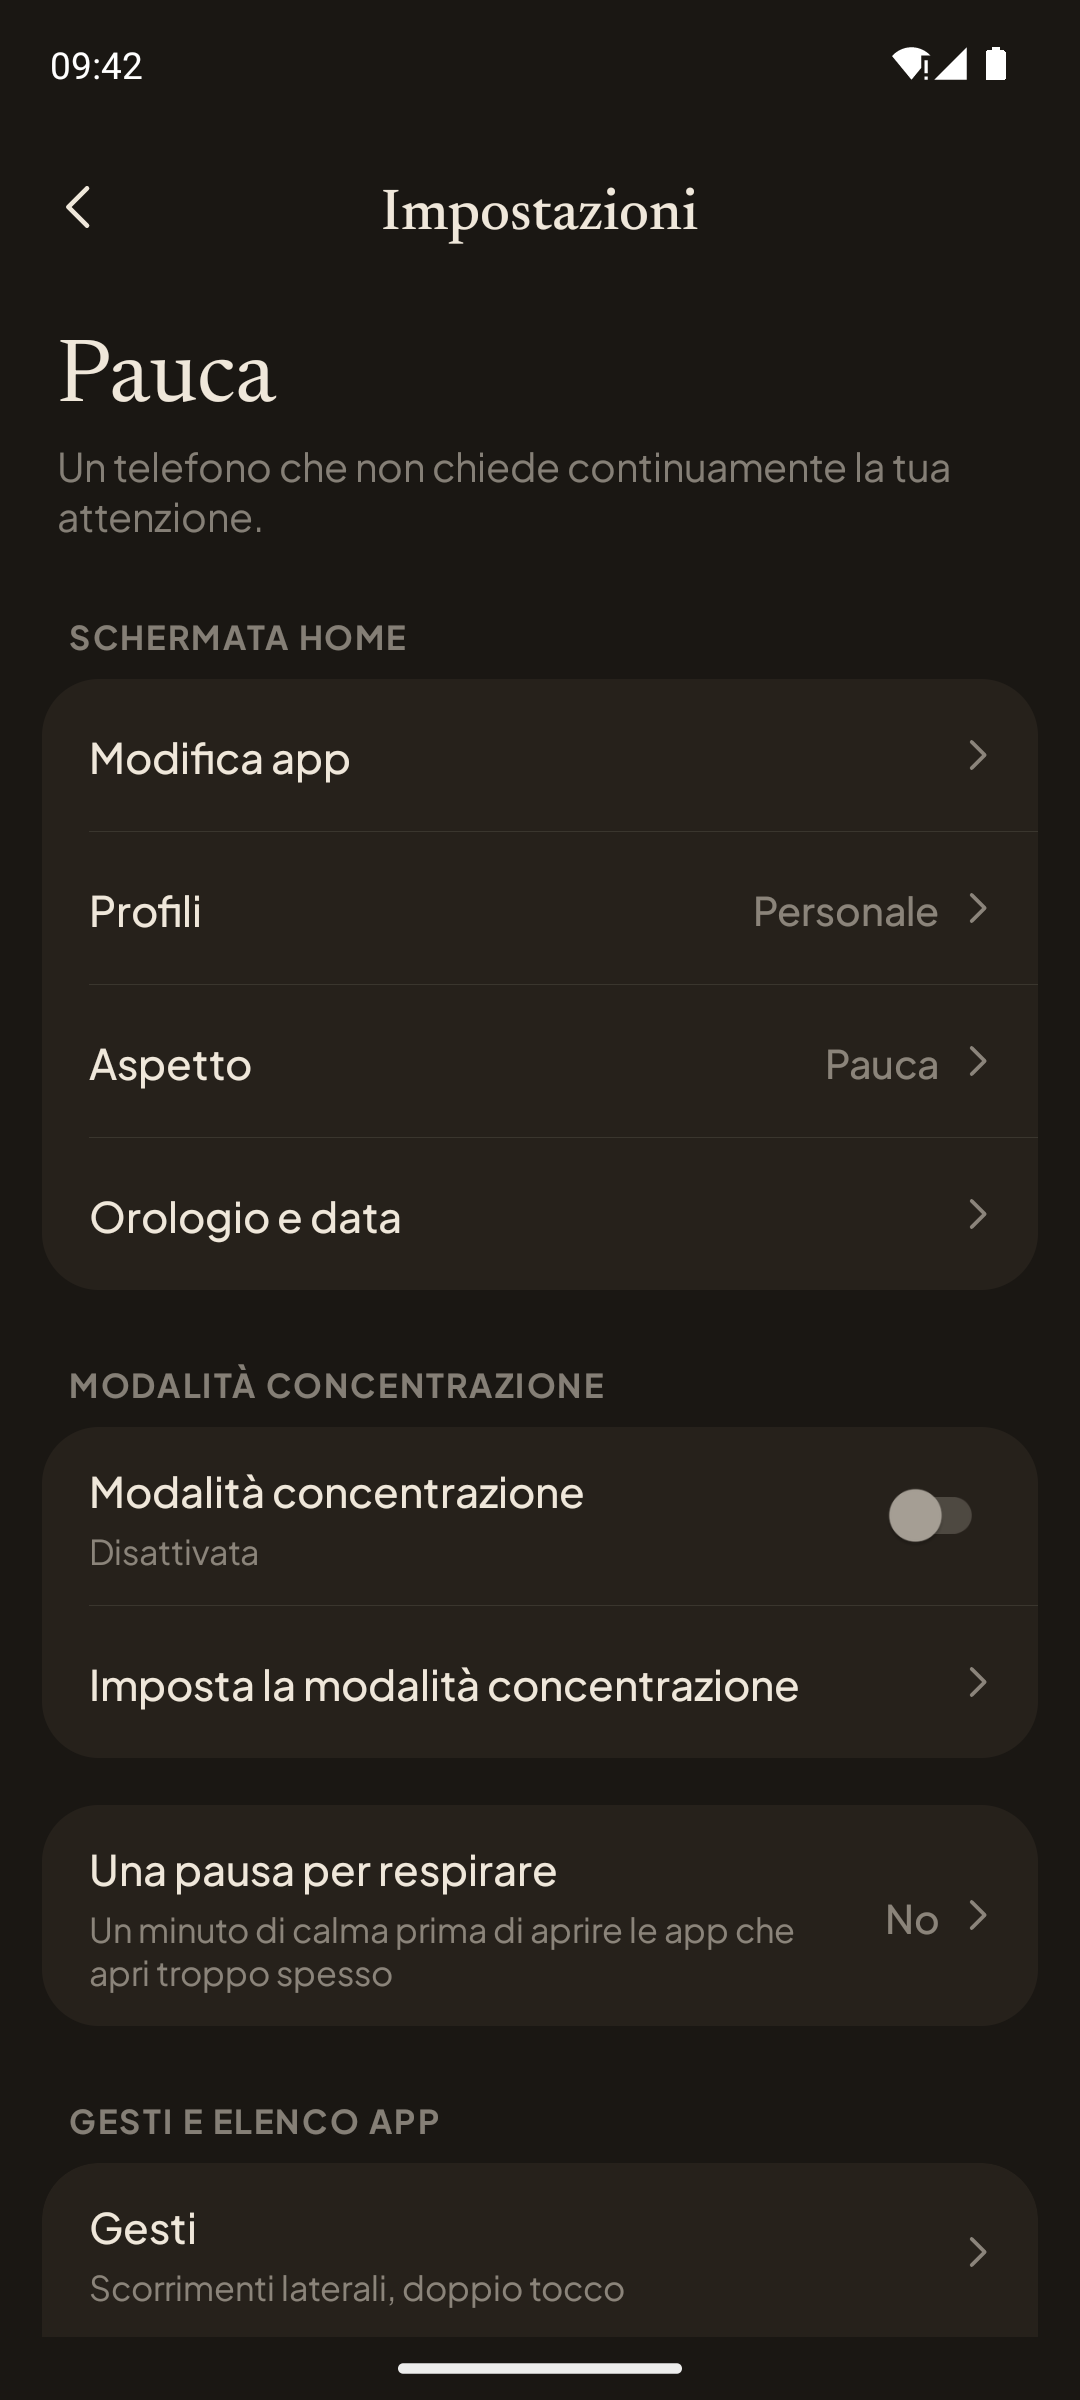 09:42
Impostazioni
Pauca
Un telefono che non chiede continuamente la tua
attenzione.
SCHERMATA HOME
Modifica app
Profili
Personale
Aspetto
Pauca
Orologio e data
MODALITÀ CONCENTRAZIONE
Modalità concentrazione
Disattivata
Imposta la modalità concentrazione
Una pausa per respirare
Un minuto di calma prima di aprire le app che
apri troppo spesso
No
GESTI E ELENCO APP
Gesti
Scorrimenti laterali, doppio tocco